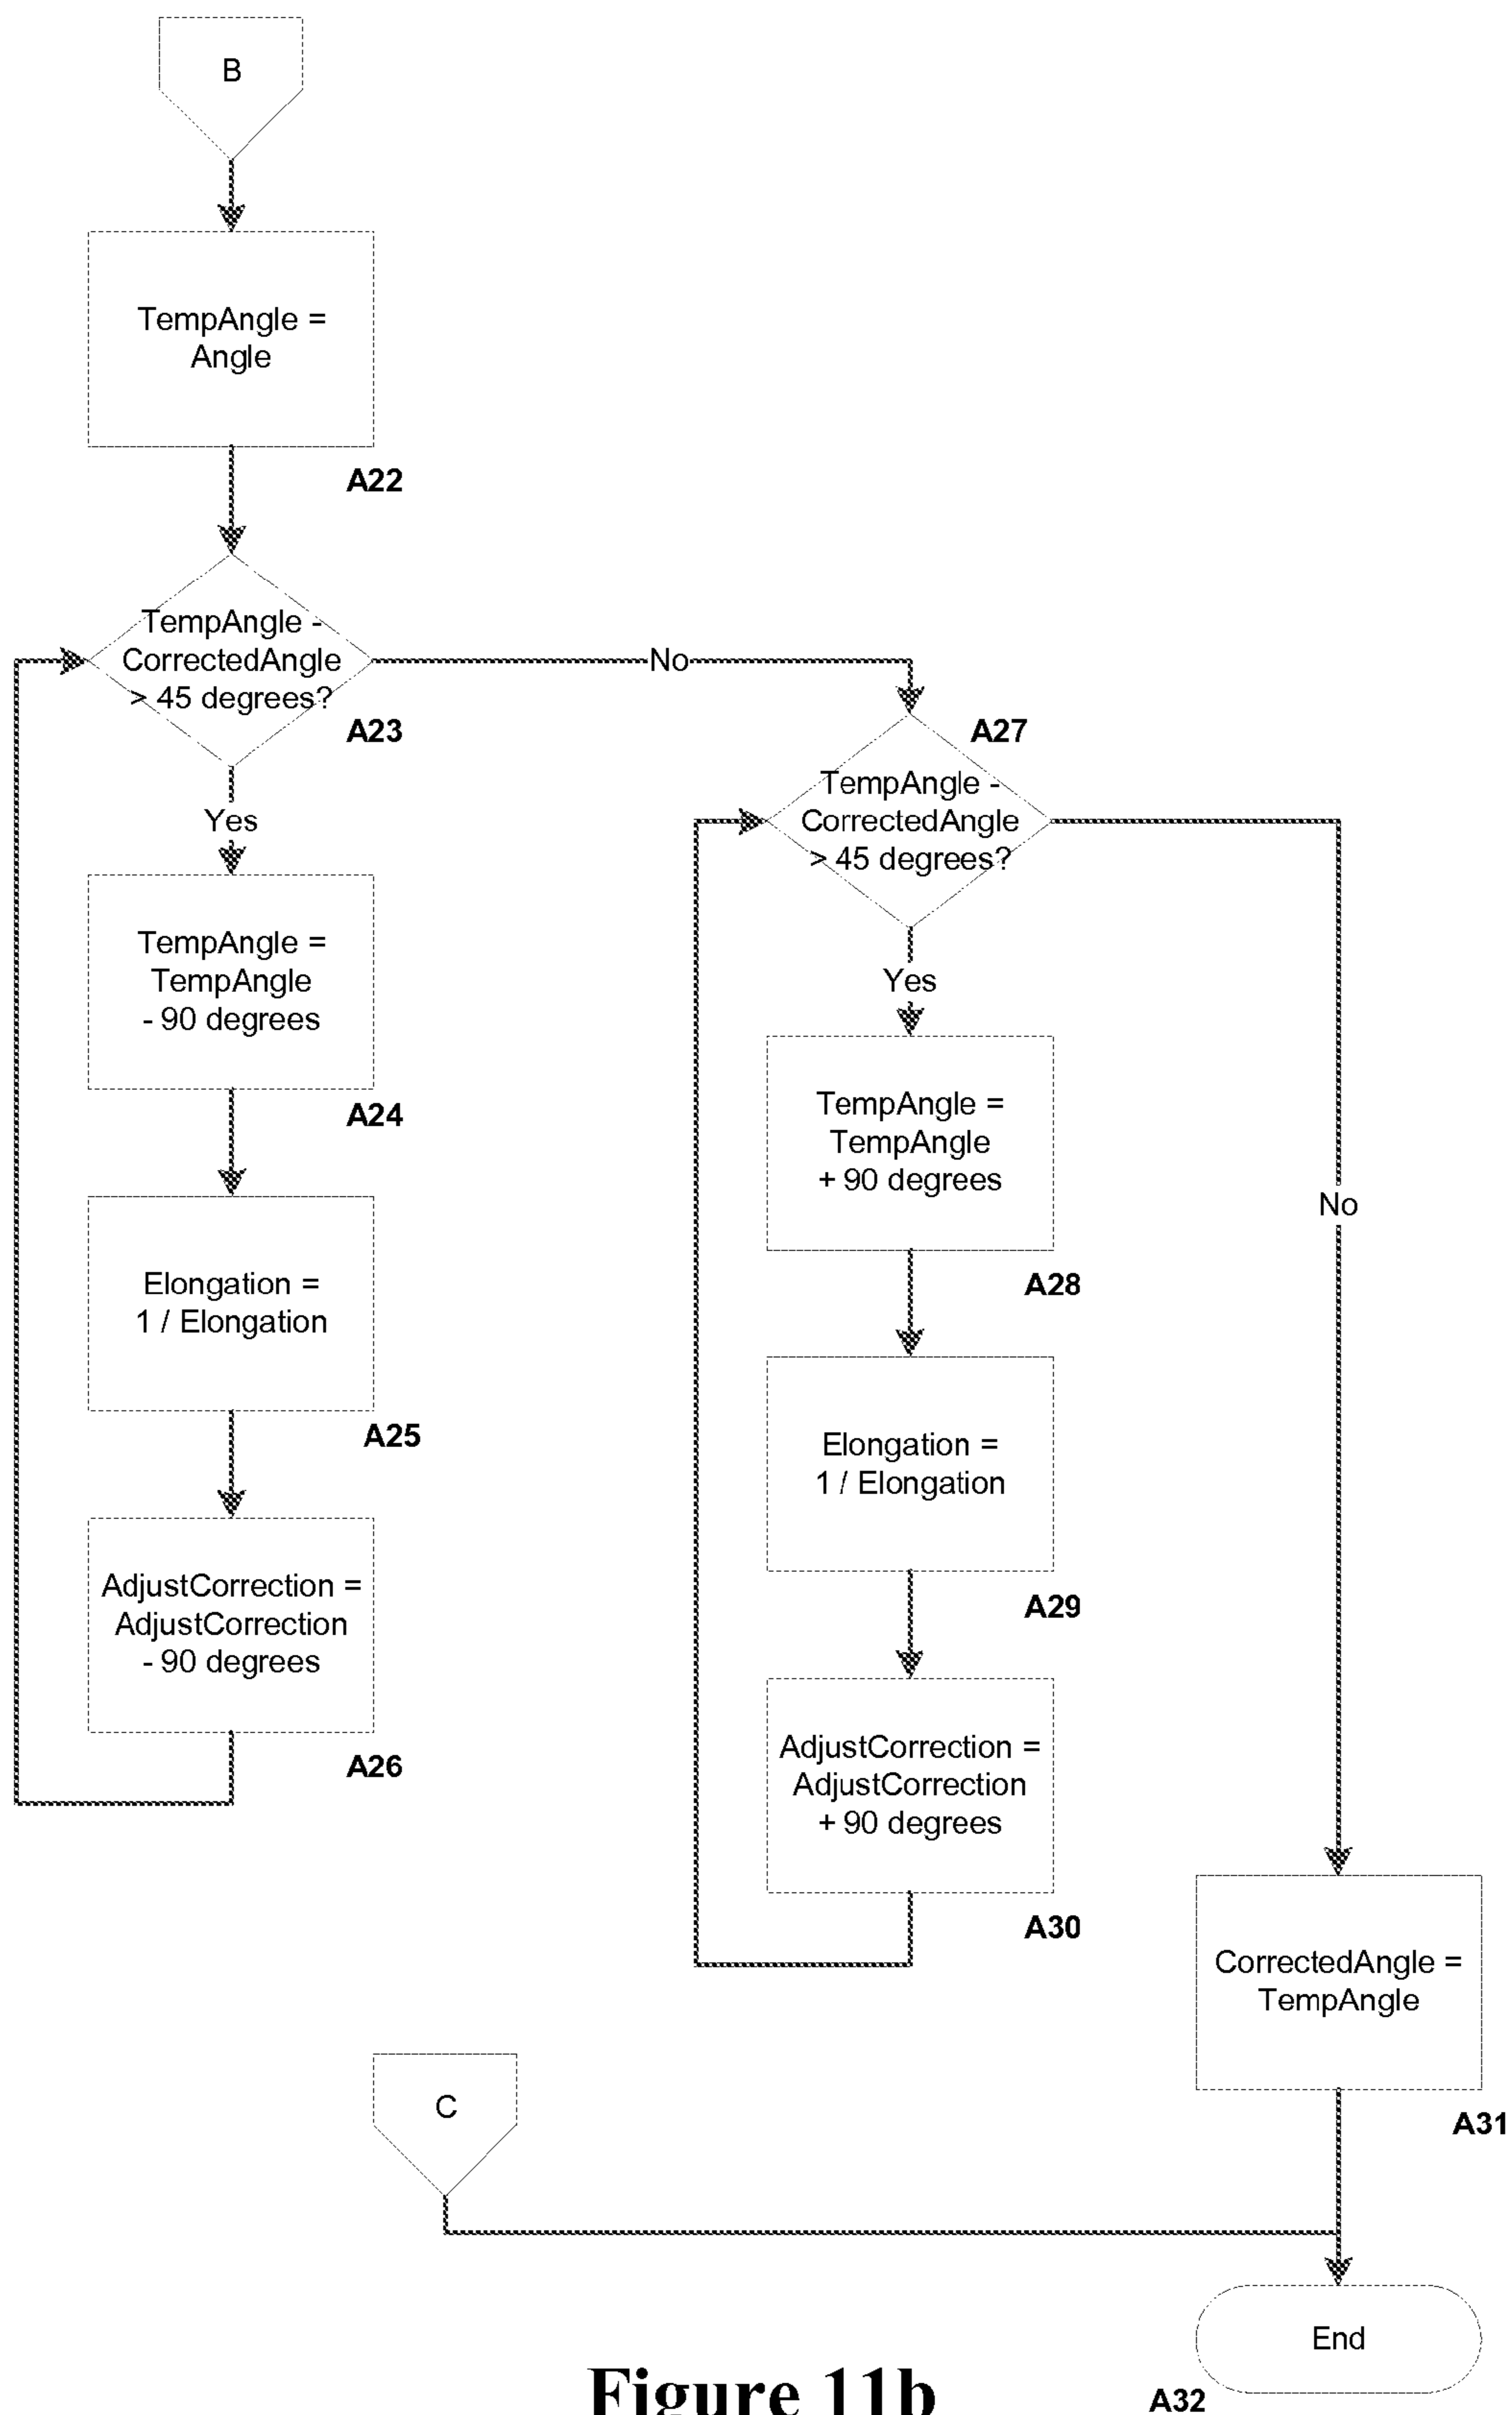 B
TempAngle =
Angle
A22
TempAngle -
CorrectedAngle
> 45 degrees?
A23
No
Yes
TempAngle =
TempAngle
- 90 degrees
A24
Elongation =
1 / Elongation
A25
AdjustCorrection =
AdjustCorrection
- 90 degrees
A26
A27
TempAngle -
CorrectedAngle
> 45 degrees?
Yes
TempAngle =
TempAngle
+ 90 degrees
A28
Elongation =
1 / Elongation
A29
AdjustCorrection =
AdjustCorrection
+ 90 degrees
A30
No
CorrectedAngle =
TempAngle
A31
C
End
A32
Figure 11b